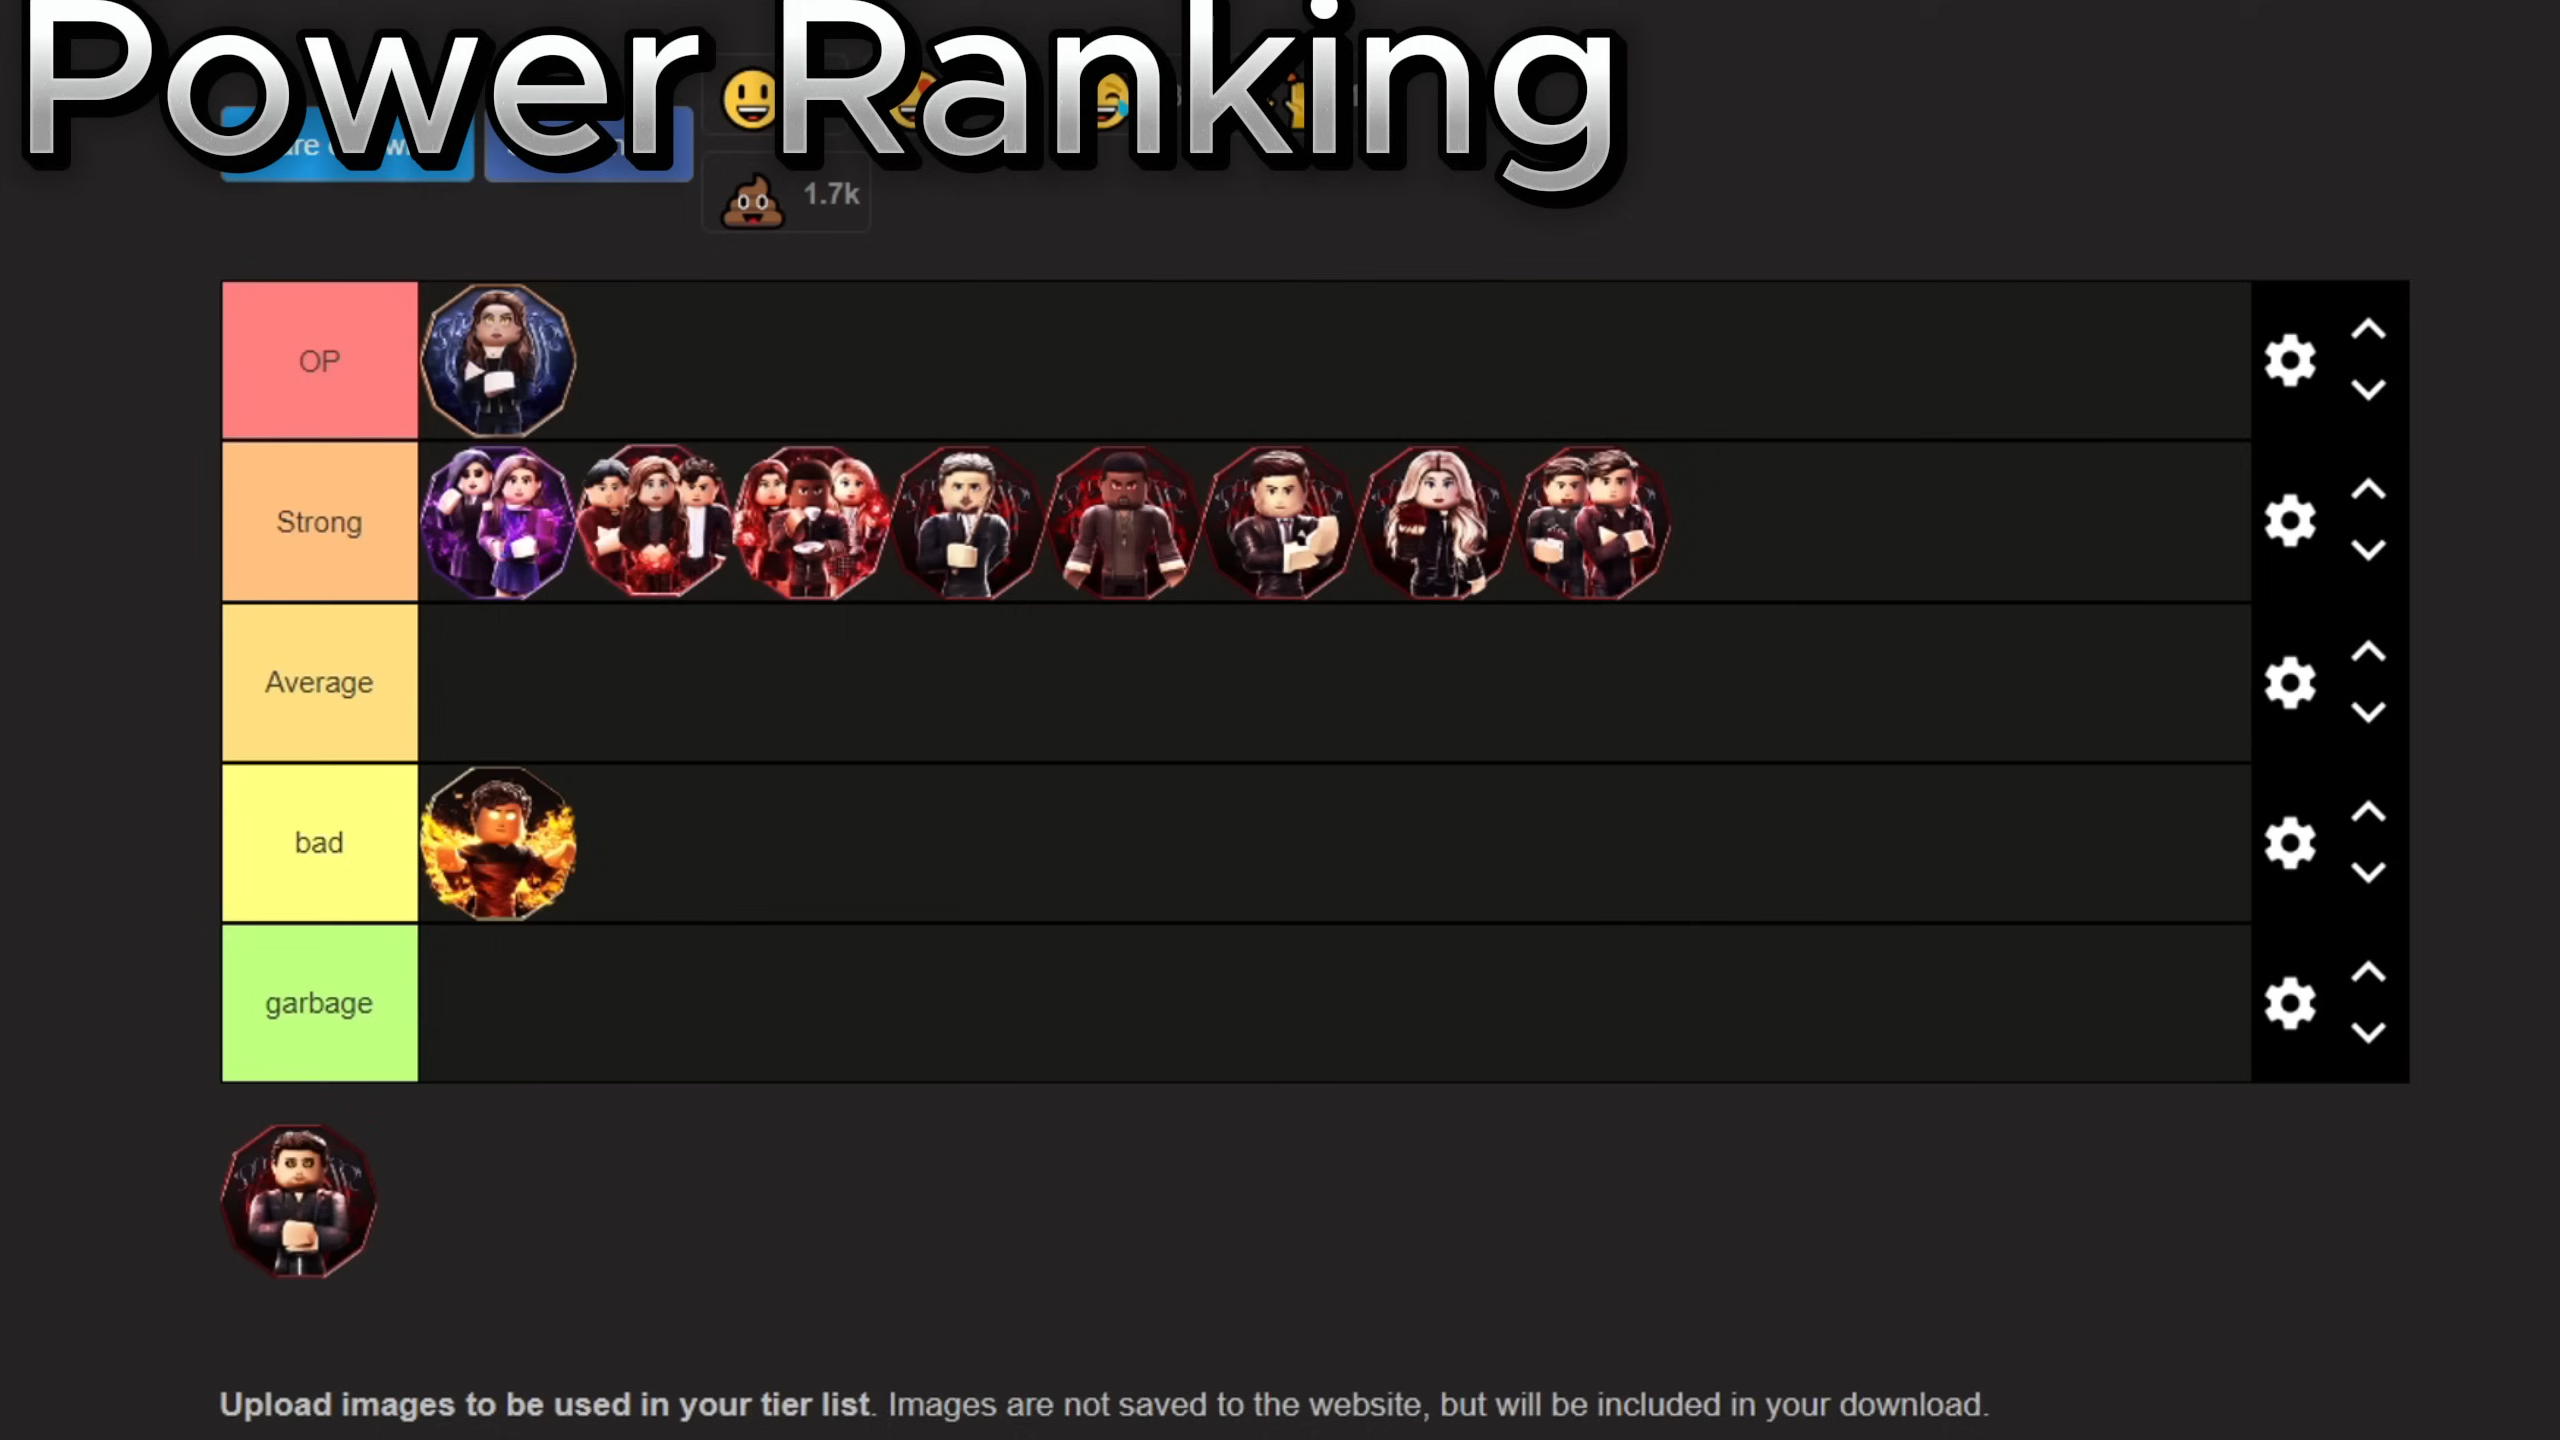 Power Ranking
1.7k
OP
Strong
Average
bad
garbage
Upload images to be used in your tier list. Images are not saved to the website, but will be included in your download.